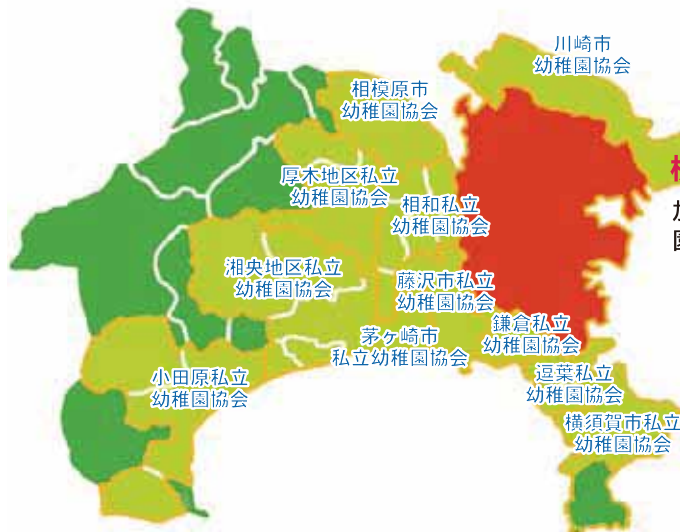 川崎市
幼稚園協会
相模原市
幼稚園協会
厚木地区私立
幼稚園協会
相和私立
幼稚園協会
湘央地区私立
幼稚園協会
藤沢市私立
幼稚園協会
鎌倉私立
幼稚園協会
茅ヶ崎市
私立幼稚園協会
逗葉私立
幼稚園協会
小田原私立
幼稚園協会
横須賀市私立
幼稚園協会